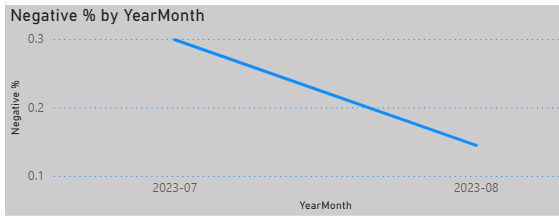 Negative % by YearMonth
0.3
0.2
0.1
Negative %
2023-07 2023-08
YearMonth